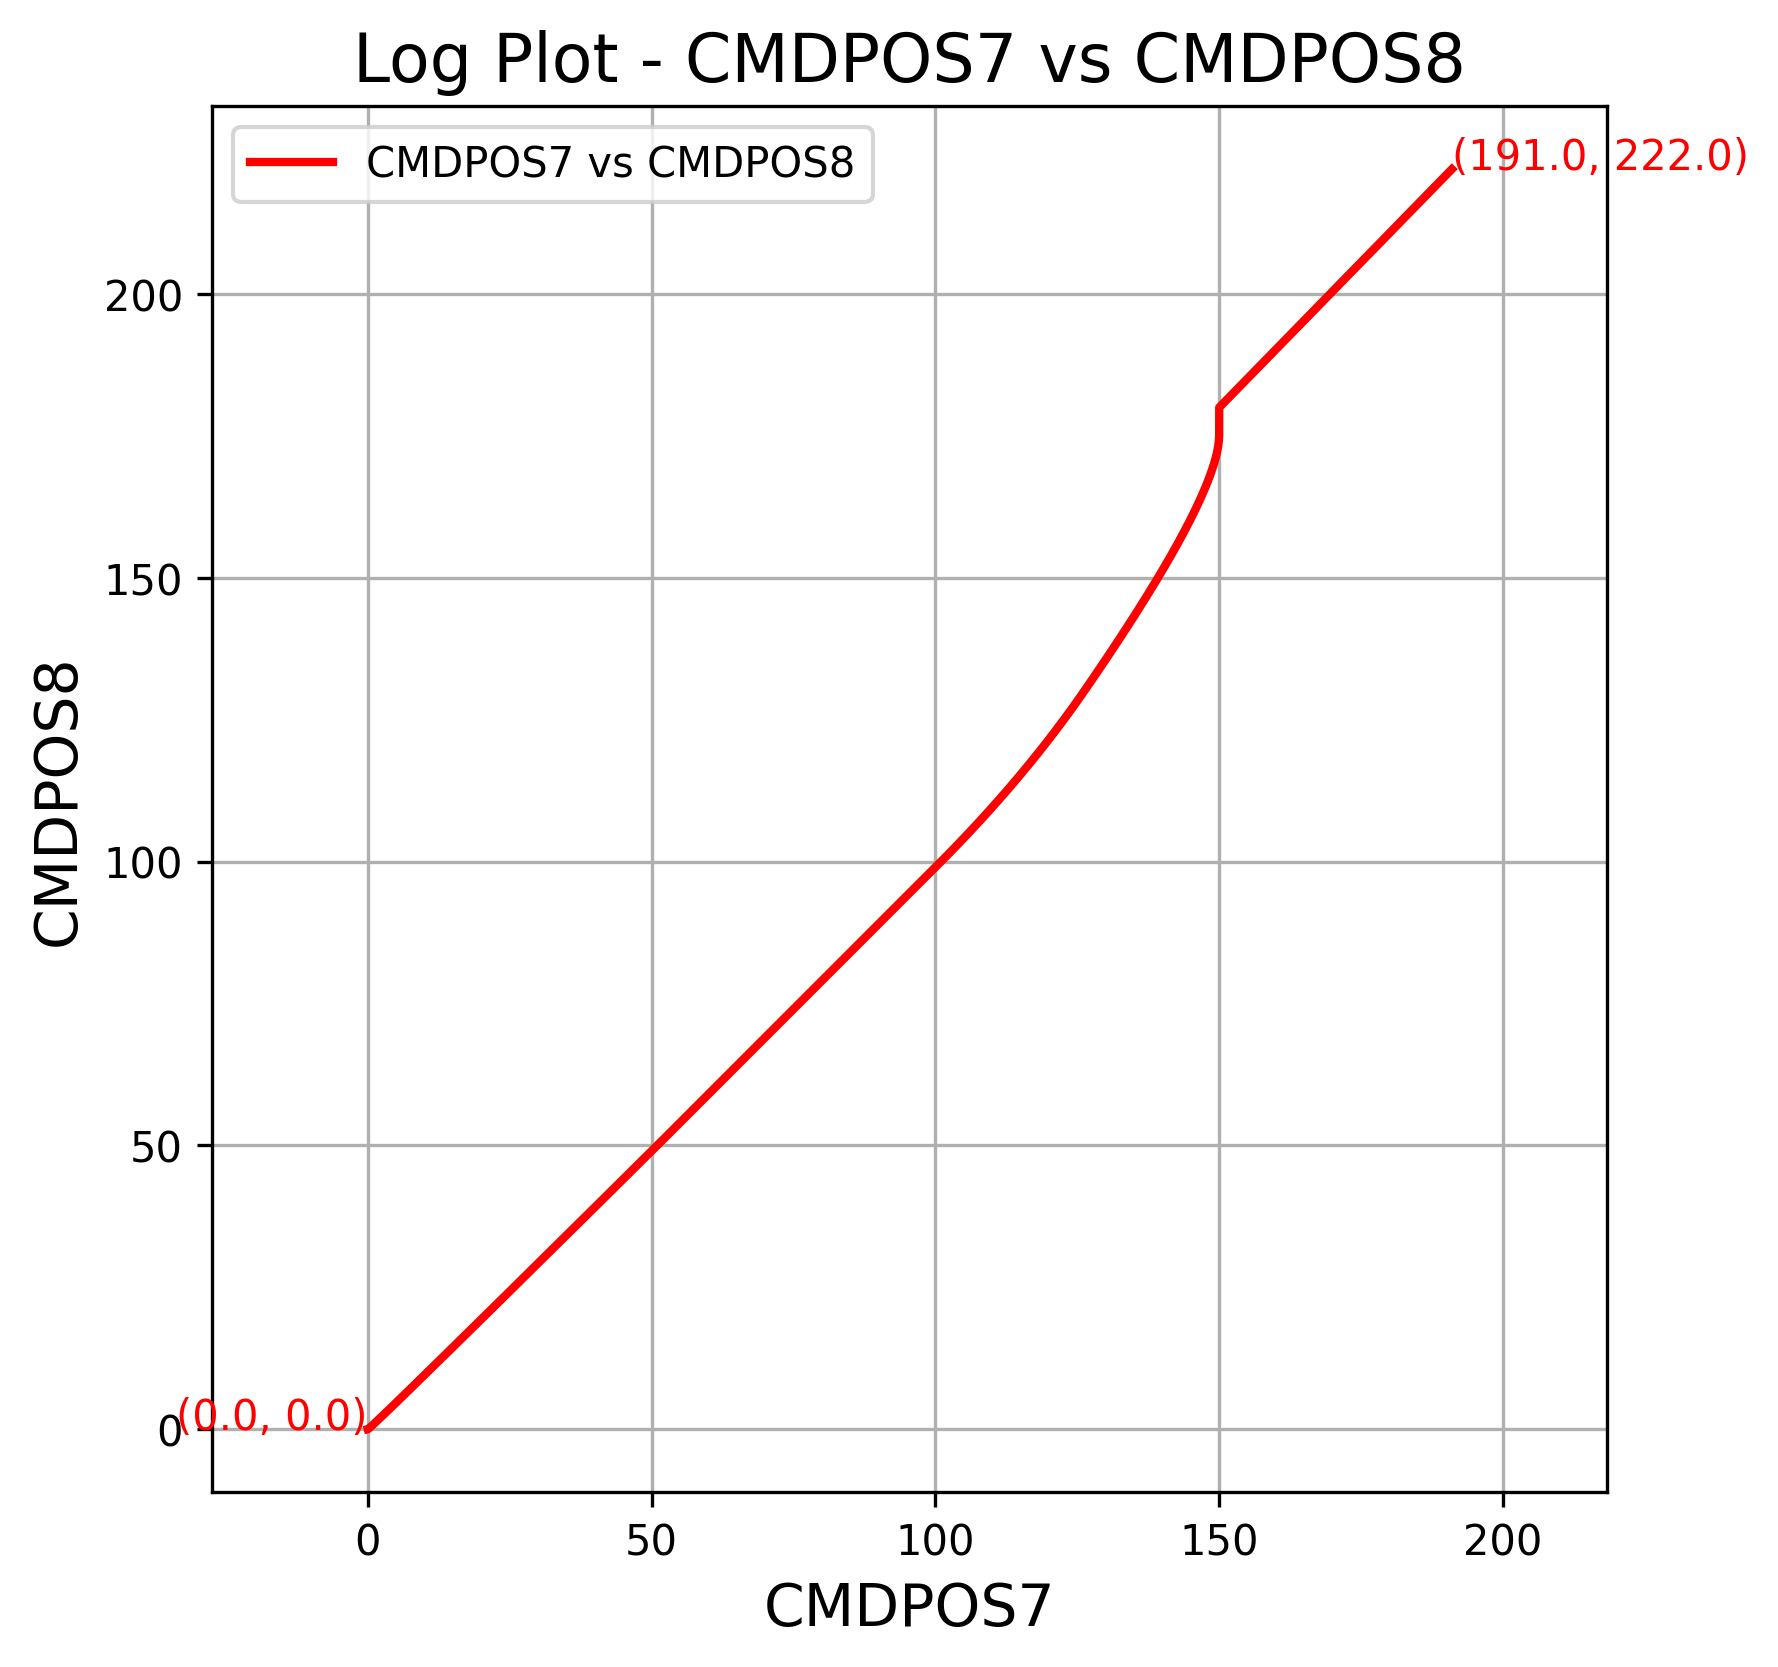 Log Plot - CMDPOS7 vs CMDPOS8
CMDPOS7 vs CMDPOS8
(191.0, 222.0)
200
150
100
50
0
(0.0, 0.0)
CMDPOS8
0 50 100 150 200
CMDPOS7